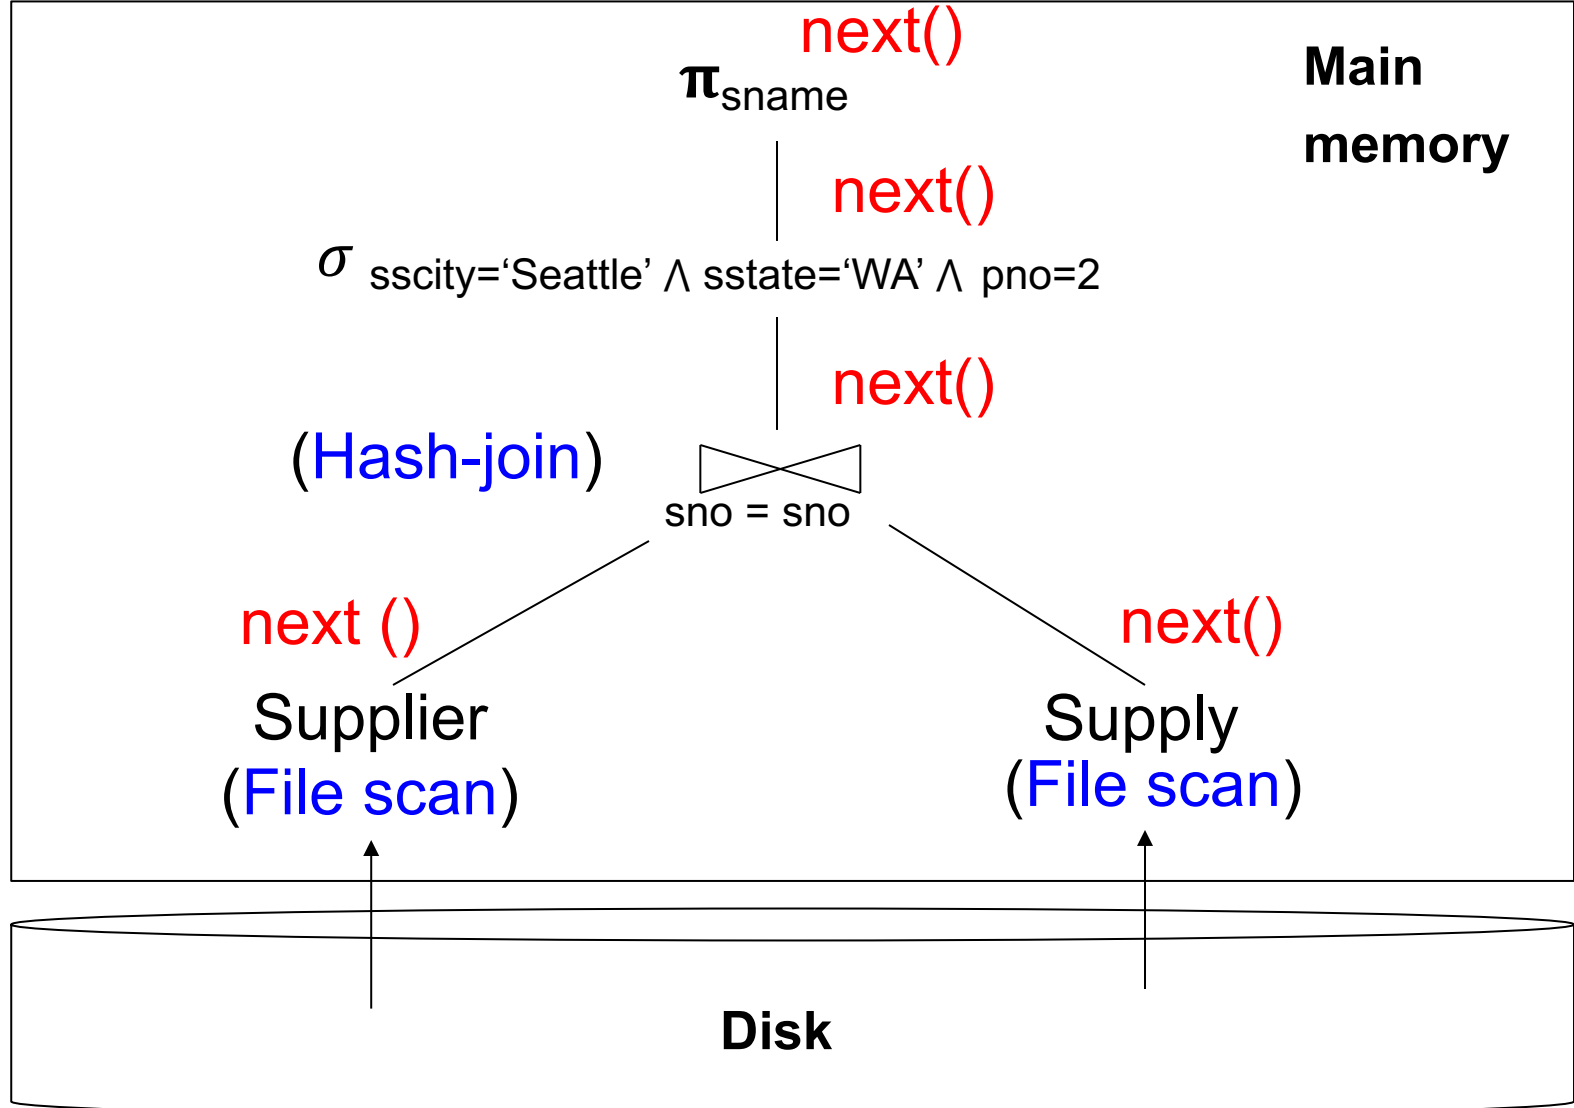 next()
πsname
Main
memory
next()
σ sscity=‘Seattle’ Λ sstate=‘WA’ Λ pno=2
next()
(Hash-join)
sno = sno
next ()
next()
Supplier
Supply
(File scan)
(File scan)
Disk